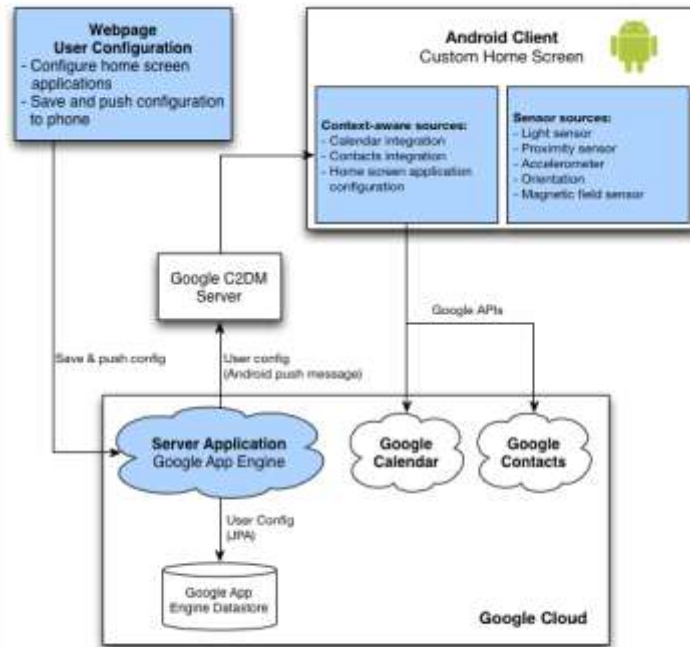 Webpage
User Configuration
- Configure home screen
applications
- Save and push configuration
to phone
Android Client
Custom Home Screen
Context-aware sources:
- Calendar integration
- Contacts integration
- Home screen application
configuration
Sensor sources:
- Light sensor
- Proximity sensor
- Accelerometer
- Orientation
- Magnetic field sensor
Google C2DM
Server
Google APIs
Save & push config
User config
(Android push message)
Server Application
Google App Engine
Google
Calendar
Google
Contacts
User Config
(JPA)
Google App
Engine Datastore
Google Cloud